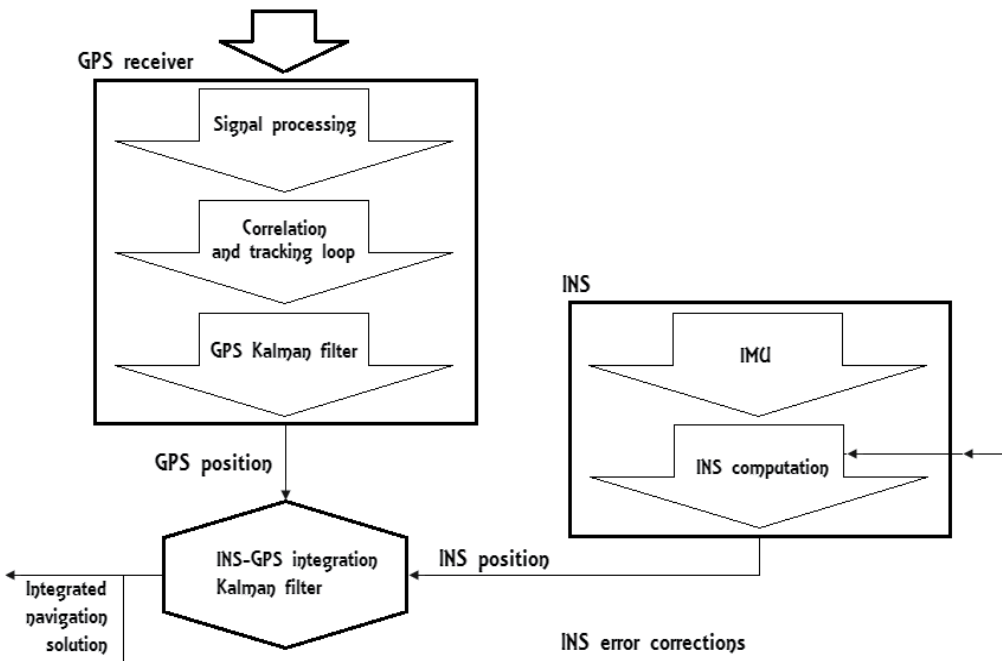 GPS receiver
Signal processing
Correlation
and tracking loop
GPS Kalman filter
GPS position
INS
IMU
INS computation
INS position
INS-GPS integration
Kalman filter
Integrated
navigation
solution
INS error corrections